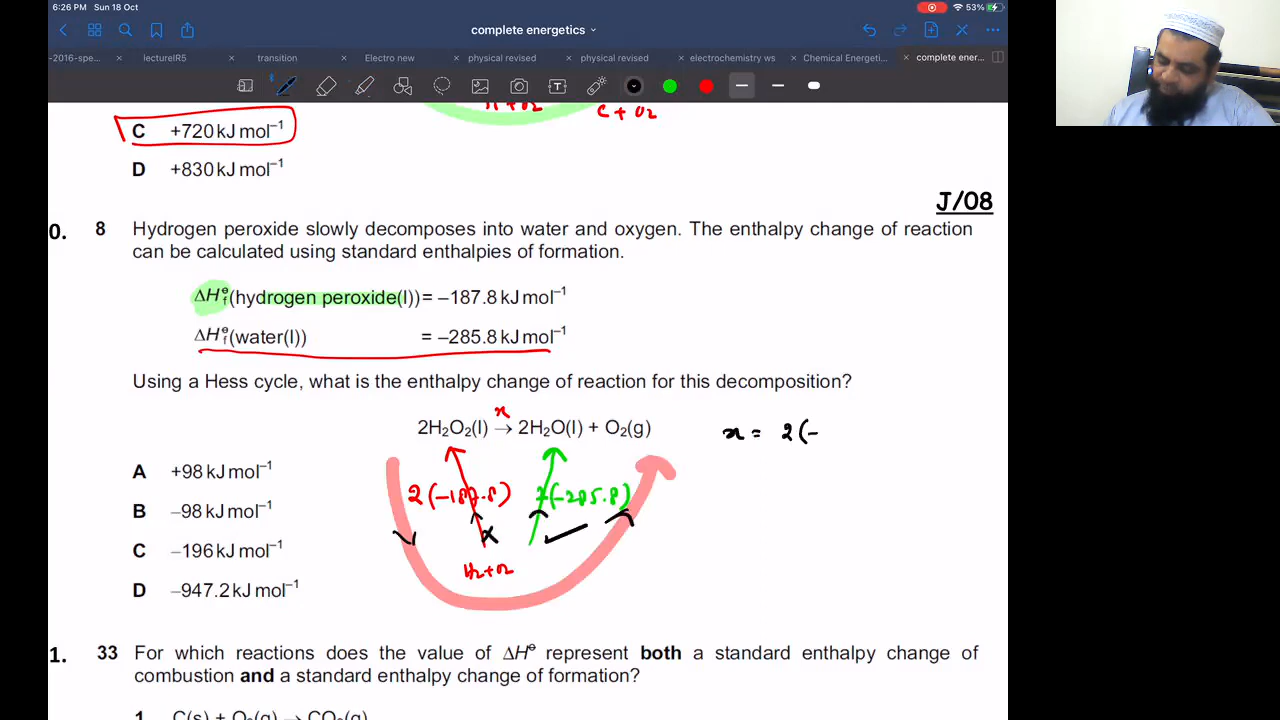 6:26 PM Sun 18 Oct
53%
complete energetics
-2016-spe...
lectureIR5
transition
Electro new
physical revised
physical revised
electrochemistry ws
Chemical Energeti...
complete ener...
H + O2
C + O2
C +720 kJ mol⁻¹
D +830 kJ mol⁻¹
J/08
0. 8 Hydrogen peroxide slowly decomposes into water and oxygen. The enthalpy change of reaction
can be calculated using standard enthalpies of formation.
ΔH⦵f(hydrogen peroxide(l)) = –187.8 kJ mol⁻¹
ΔH⦵f(water(l)) = –285.8 kJ mol⁻¹
Using a Hess cycle, what is the enthalpy change of reaction for this decomposition?
x
2H₂O₂(l) → 2H₂O(l) + O₂(g)
x = 2(-
A +98 kJ mol⁻¹
2(-187.8) 2(-285.8)
B –98 kJ mol⁻¹
C –196 kJ mol⁻¹
H2+O2
D –947.2 kJ mol⁻¹
1. 33 For which reactions does the value of ΔH⦵ represent both a standard enthalpy change of
combustion and a standard enthalpy change of formation?
1 C(s) + O₂(g) → CO₂(g)